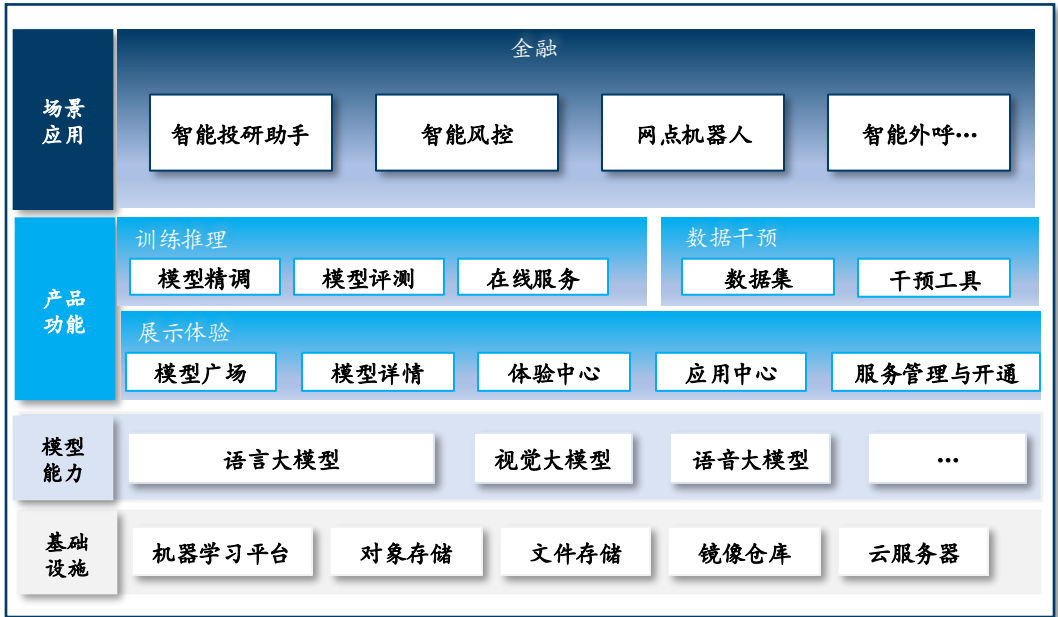 金融
场景
应用
智能投研助手
智能风控
网点机器人
智能外呼…
产品
功能
训练推理
模型精调
模型评测
在线服务
数据干预
数据集
干预工具
展示体验
模型广场
模型详情
体验中心
应用中心
服务管理与开通
模型
能力
语言大模型
视觉大模型
语音大模型
…
基础
设施
机器学习平台
对象存储
文件存储
镜像仓库
云服务器